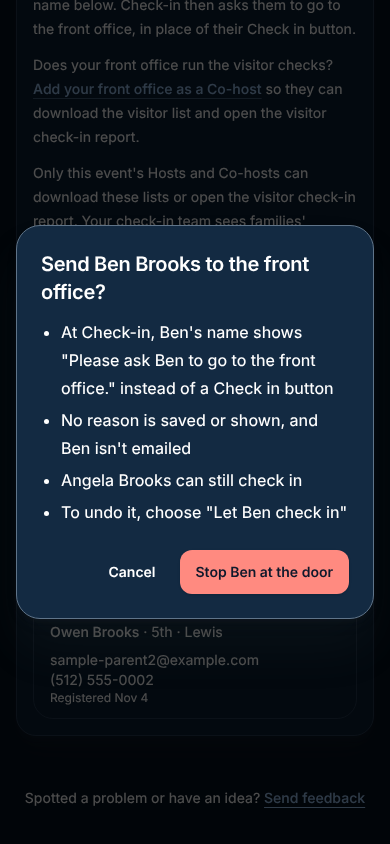 name below. Check-in then asks them to go to
the front office, in place of their Check in button.
Does your front office run the visitor checks?
Add your front office as a Co-host so they can
download the visitor list and open the visitor
check-in report.
Only this event's Hosts and Co-hosts can
download these lists or open the visitor check-in
report. Your check-in team sees families'
Send Ben Brooks to the front
office?
• At Check-in, Ben's name shows
"Please ask Ben to go to the front
office." instead of a Check in button
• No reason is saved or shown, and
Ben isn't emailed
• Angela Brooks can still check in
• To undo it, choose "Let Ben check in"
Cancel
Stop Ben at the door
Owen Brooks · 5th · Lewis
sample-parent2@example.com
(512) 555-0002
Registered Nov 4
Spotted a problem or have an idea? Send feedback